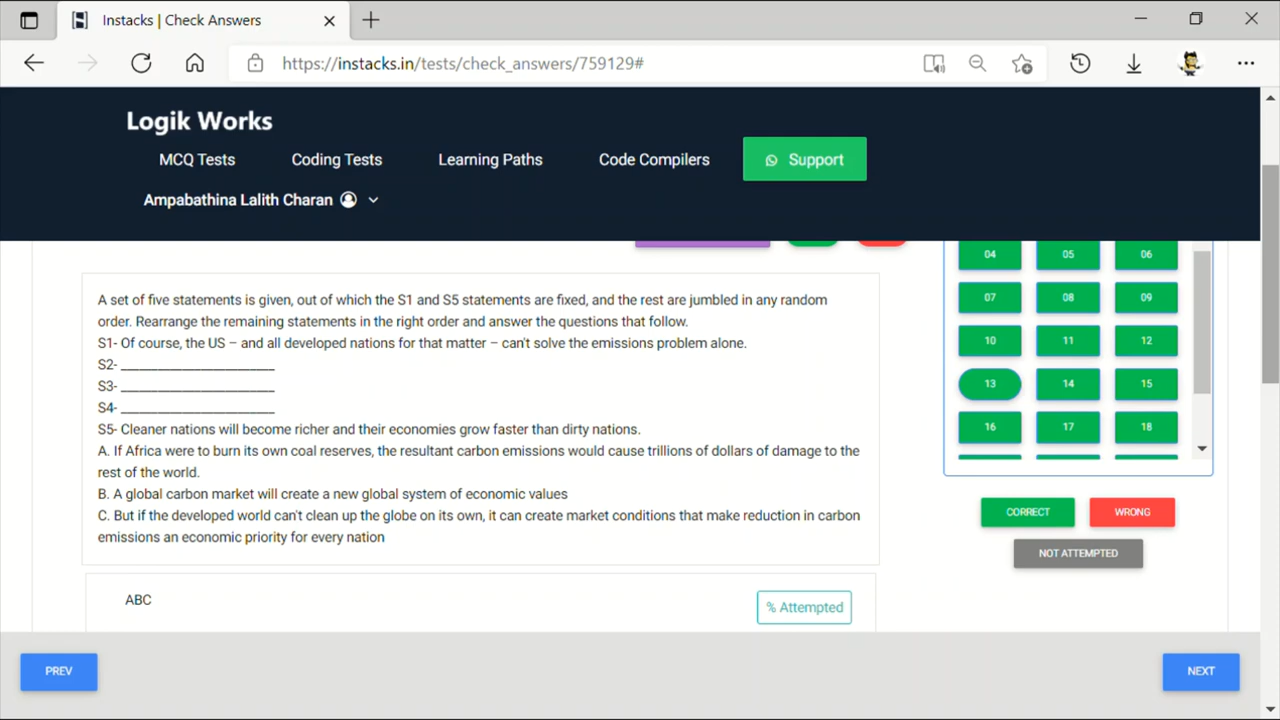 Instacks | Check Answers
https://instacks.in/tests/check_answers/759129#
Logik Works
MCQ Tests Coding Tests Learning Paths Code Compilers Support
Ampabathina Lalith Charan
04 05 06
07 08 09
10 11 12
13 14 15
16 17 18
CORRECT WRONG
NOT ATTEMPTED
A set of five statements is given, out of which the S1 and S5 statements are fixed, and the rest are jumbled in any random
order. Rearrange the remaining statements in the right order and answer the questions that follow.
S1- Of course, the US – and all developed nations for that matter – can't solve the emissions problem alone.
S2- ________________________
S3- ________________________
S4- ________________________
S5- Cleaner nations will become richer and their economies grow faster than dirty nations.
A. If Africa were to burn its own coal reserves, the resultant carbon emissions would cause trillions of dollars of damage to the
rest of the world.
B. A global carbon market will create a new global system of economic values
C. But if the developed world can't clean up the globe on its own, it can create market conditions that make reduction in carbon
emissions an economic priority for every nation
ABC
% Attempted
PREV NEXT